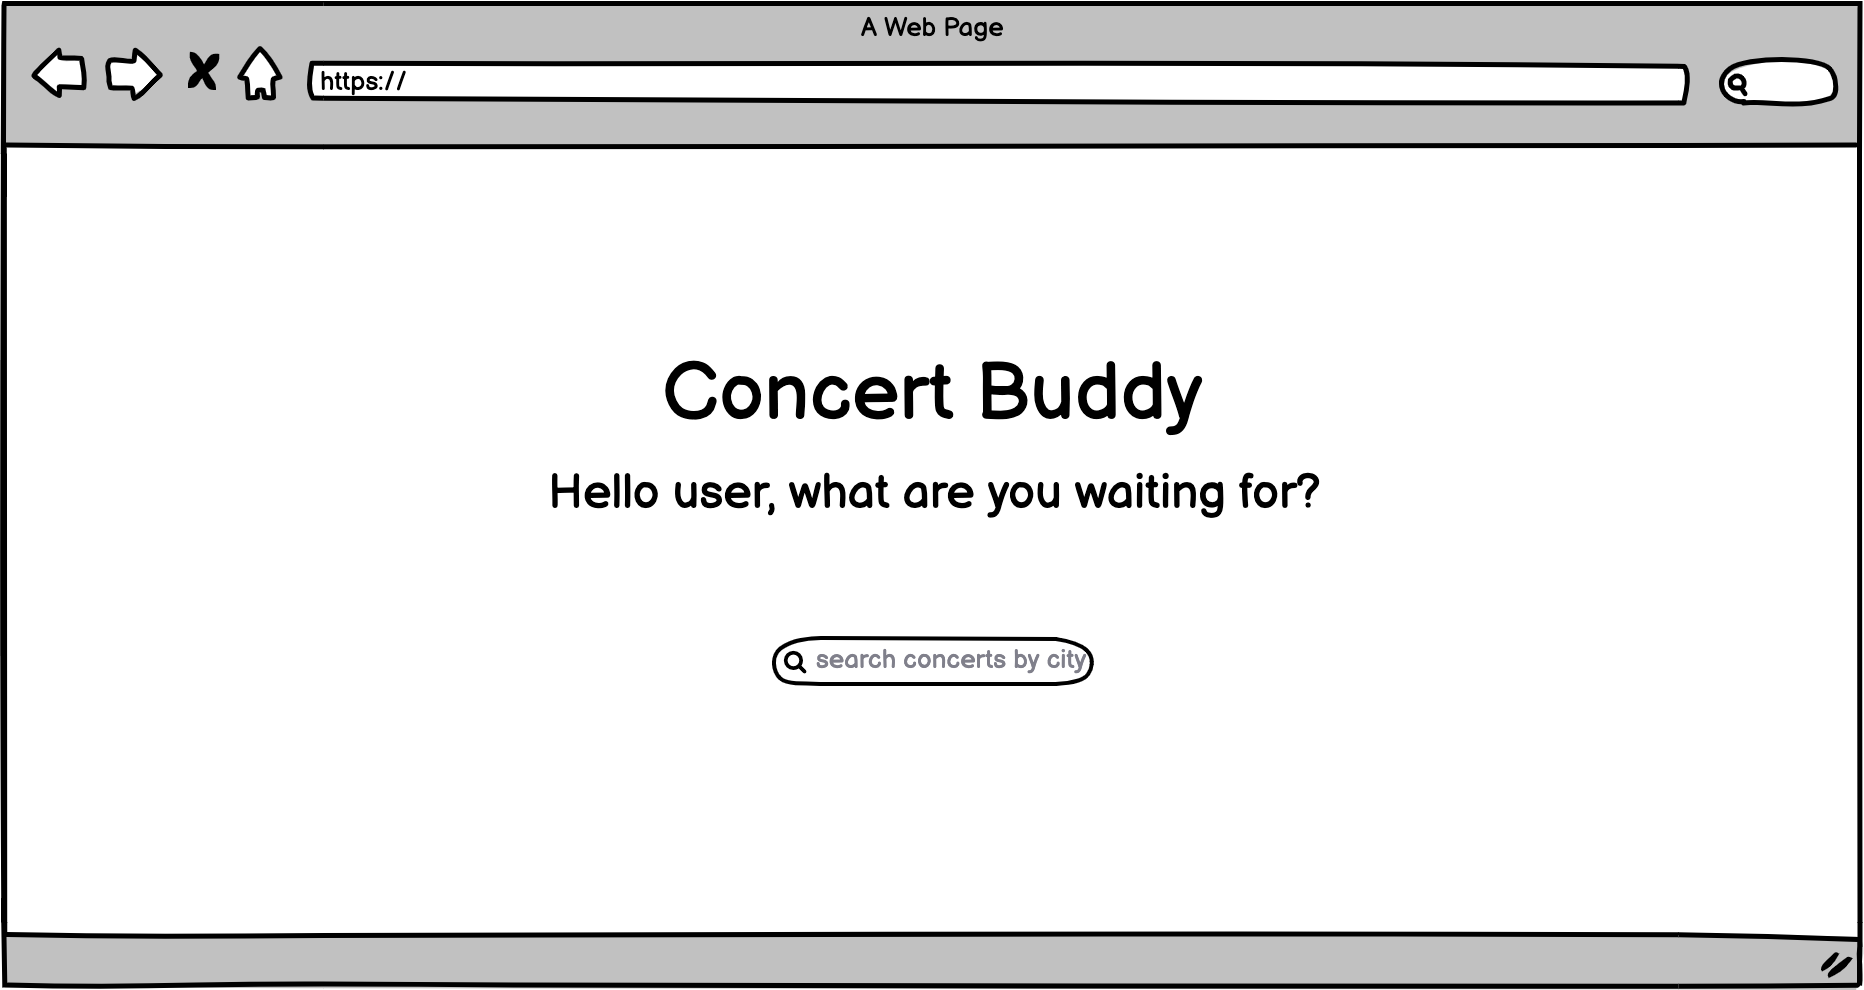 A Web Page
https://
Concert Buddy
Hello user, what are you waiting for?
search concerts by city